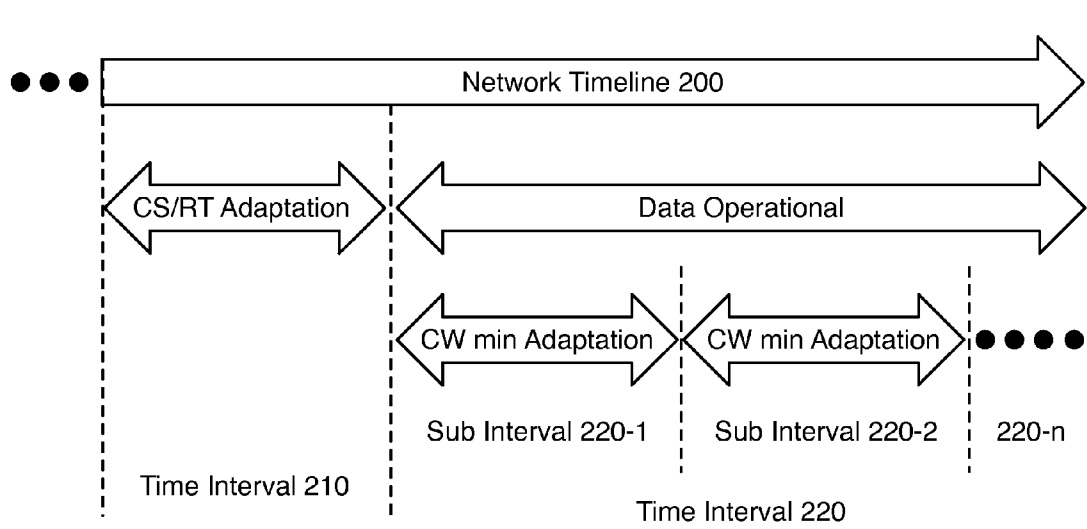 Network Timeline 200
CS/RT Adaptation
Data Operational
CW min Adaptation
CW min Adaptation
Sub Interval 220-1
Sub Interval 220-2
220-n
Time Interval 210
Time Interval 220